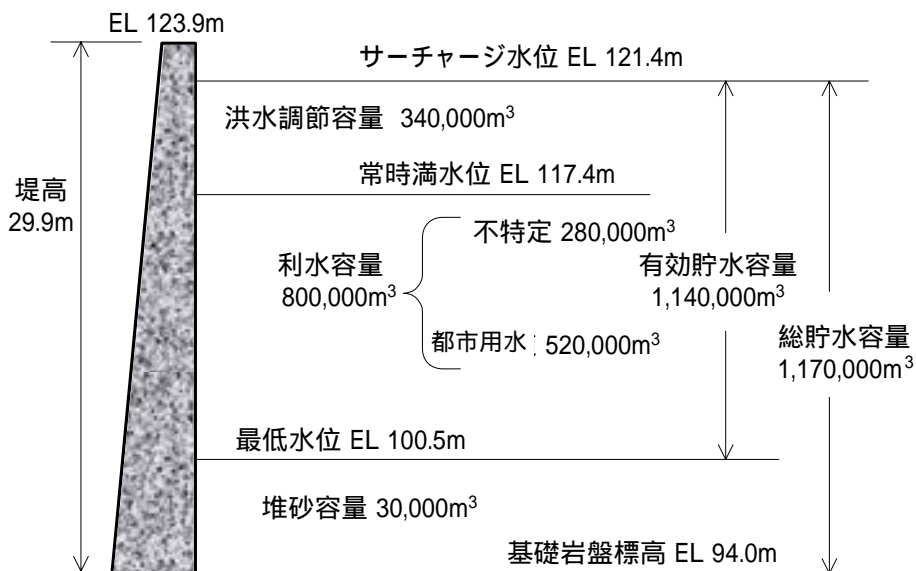 EL 123.9m
サーチャージ水位 EL 121.4m
洪水調節容量 340,000m³
常時満水位 EL 117.4m
堤高
29.9m
不特定 280,000m³
利水容量
800,000m³
有効貯水容量
1,140,000m³
都市用水 : 520,000m³
総貯水容量
1,170,000m³
最低水位 EL 100.5m
堆砂容量 30,000m³
基礎岩盤標高 EL 94.0m